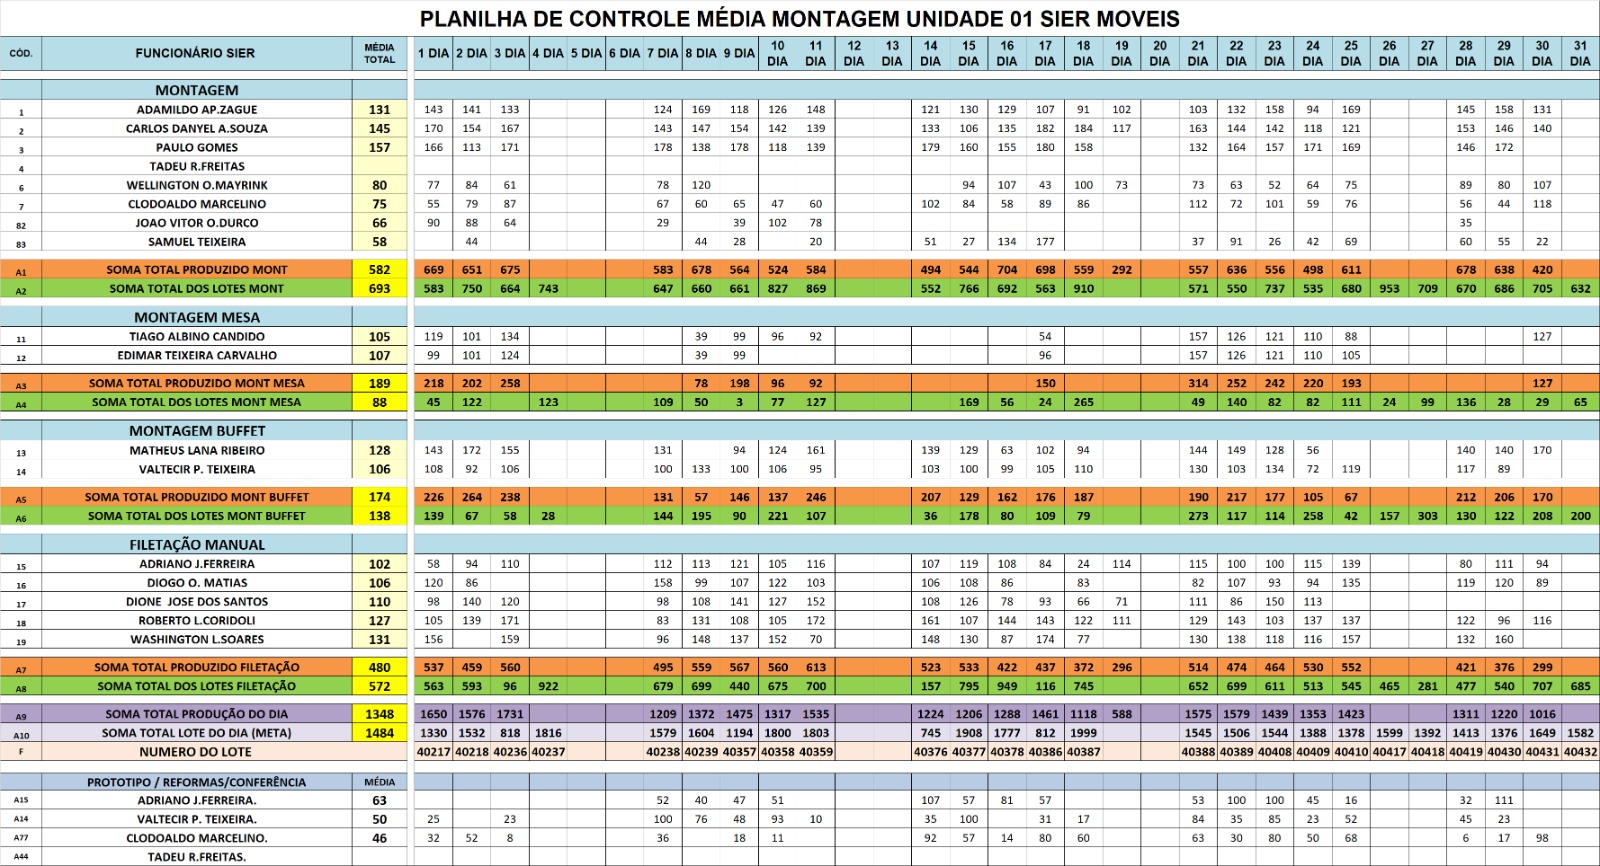 PLANILHA DE CONTROLE MÉDIA MONTAGEM UNIDADE 01 SIER MOVEIS
CÓD. FUNCIONÁRIO SIER MÉDIA TOTAL 1 DIA 2 DIA 3 DIA 4 DIA 5 DIA 6 DIA 7 DIA 8 DIA 9 DIA 10 DIA 11 DIA 12 DIA 13 DIA 14 DIA 15 DIA 16 DIA 17 DIA 18 DIA 19 DIA 20 DIA 21 DIA 22 DIA 23 DIA 24 DIA 25 DIA 26 DIA 27 DIA 28 DIA 29 DIA 30 DIA 31 DIA
MONTAGEM
1 ADAMILDO AP.ZAGUE 131 143 141 133 124 169 118 126 148 121 130 129 107 91 102 103 132 158 94 169 145 158 131
2 CARLOS DANYEL A.SOUZA 145 170 154 167 143 147 154 142 139 133 106 135 182 184 117 163 144 142 118 121 153 146 140
3 PAULO GOMES 157 166 113 171 178 138 178 118 139 179 160 155 180 158 132 164 157 171 169 146 172
4 TADEU R.FREITAS
6 WELLINGTON O.MAYRINK 80 77 84 61 78 120 94 107 43 100 73 73 63 52 64 75 89 80 107
7 CLODOALDO MARCELINO 75 55 79 87 67 60 65 47 60 102 84 58 89 86 112 72 101 59 76 56 44 118
82 JOAO VITOR O.DURCO 66 90 88 64 29 39 102 78 35
83 SAMUEL TEIXEIRA 58 44 44 28 20 51 27 134 177 37 91 26 42 69 60 55 22
A1 SOMA TOTAL PRODUZIDO MONT 582 669 651 675 583 678 564 524 584 494 544 704 698 559 292 557 636 556 498 611 678 638 420
A2 SOMA TOTAL DOS LOTES MONT 693 583 750 664 743 647 660 661 827 869 552 766 692 563 910 571 550 737 535 680 953 709 670 686 705 632
MONTAGEM MESA
11 TIAGO ALBINO CANDIDO 105 119 101 134 39 99 96 92 54 157 126 121 110 88 127
12 EDIMAR TEIXEIRA CARVALHO 107 99 101 124 39 99 96 157 126 121 110 105
A3 SOMA TOTAL PRODUZIDO MONT MESA 189 218 202 258 78 198 96 92 150 314 252 242 220 193 127
A4 SOMA TOTAL DOS LOTES MONT MESA 88 45 122 123 109 50 3 77 127 169 56 24 265 49 140 82 82 111 24 99 136 28 29 65
MONTAGEM BUFFET
13 MATHEUS LANA RIBEIRO 128 143 172 155 131 94 124 161 139 129 63 102 94 144 149 128 56 140 140 170
14 VALTECIR P. TEIXEIRA 106 108 92 106 100 133 100 106 95 103 100 99 105 110 130 103 134 72 119 117 89
A5 SOMA TOTAL PRODUZIDO MONT BUFFET 174 226 264 238 131 57 146 137 246 207 129 162 176 187 190 217 177 105 67 212 206 170
A6 SOMA TOTAL DOS LOTES MONT BUFFET 138 139 67 58 28 144 195 90 221 107 36 178 80 109 79 273 117 114 258 42 157 303 130 122 208 200
FILETAÇÃO MANUAL
15 ADRIANO J.FERREIRA 102 58 94 110 112 113 121 105 116 107 119 108 84 24 114 115 100 100 115 139 80 111 94
16 DIOGO O. MATIAS 106 120 86 158 99 107 122 103 106 108 86 83 82 107 93 94 135 119 120 89
17 DIONE JOSE DOS SANTOS 110 98 140 120 98 108 141 127 152 108 126 78 93 66 71 111 86 150 113
18 ROBERTO L.CORIDOLI 127 105 139 171 83 131 108 105 172 161 107 144 143 122 111 129 143 103 137 137 122 96 116
19 WASHINGTON L.SOARES 131 156 159 96 148 137 152 70 148 130 87 174 77 130 138 118 116 157 132 160
A7 SOMA TOTAL PRODUZIDO FILETAÇÃO 480 537 459 560 495 559 567 560 613 523 533 422 437 372 296 514 474 464 530 552 421 376 299
A8 SOMA TOTAL DOS LOTES FILETAÇÃO 572 563 593 96 922 679 699 440 675 700 157 795 949 116 745 652 699 611 513 545 465 281 477 540 707 685
A9 SOMA TOTAL PRODUÇÃO DO DIA 1348 1650 1576 1731 1209 1372 1475 1317 1535 1224 1206 1288 1461 1118 588 1575 1579 1439 1353 1423 1311 1220 1016
A10 SOMA TOTAL LOTE DO DIA (META) 1484 1330 1532 818 1816 1579 1604 1194 1800 1803 745 1908 1777 812 1999 1545 1506 1544 1388 1378 1599 1392 1413 1376 1649 1582
F NUMERO DO LOTE 40217 40218 40236 40237 40238 40239 40357 40358 40359 40376 40377 40378 40386 40387 40388 40389 40408 40409 40410 40417 40418 40419 40430 40431 40432
PROTOTIPO / REFORMAS/CONFERÊNCIA MÉDIA
A15 ADRIANO J.FERREIRA. 63 52 40 47 51 107 57 81 57 53 100 100 45 16 32 111
A14 VALTECIR P. TEIXEIRA. 50 25 23 100 76 48 93 10 35 100 31 17 84 35 85 23 52 45 23
A77 CLODOALDO MARCELINO. 46 32 52 8 36 18 11 92 57 14 80 60 63 30 80 50 68 6 17 98
A44 TADEU R.FREITAS.